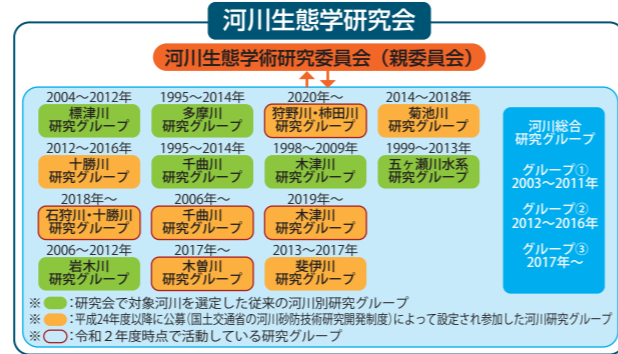 河川生態学研究会
河川生態学術研究委員会（親委員会）
2004～2012年
標津川
研究グループ
1995～2014年
多摩川
研究グループ
2020年～
狩野川・柿田川
研究グループ
2014～2018年
菊池川
研究グループ
2012～2016年
十勝川
研究グループ
1995～2014年
千曲川
研究グループ
1998～2009年
木津川
研究グループ
1999～2013年
五ヶ瀬川水系
研究グループ
2018年～
石狩川・十勝川
研究グループ
2006年～
千曲川
研究グループ
2019年～
木津川
研究グループ
2006～2012年
岩木川
研究グループ
2017年～
木曽川
研究グループ
2013～2017年
斐伊川
研究グループ
河川総合
研究グループ
グループ①
2003～2011年
グループ②
2012～2016年
グループ③
2017年～
※ ：研究会で対象河川を選定した従来の河川別研究グループ
※ ：平成24年度以降に公募（国土交通省の河川砂防技術研究開発制度）によって設定され参加した河川研究グループ
※ ：令和２年度時点で活動している研究グループ